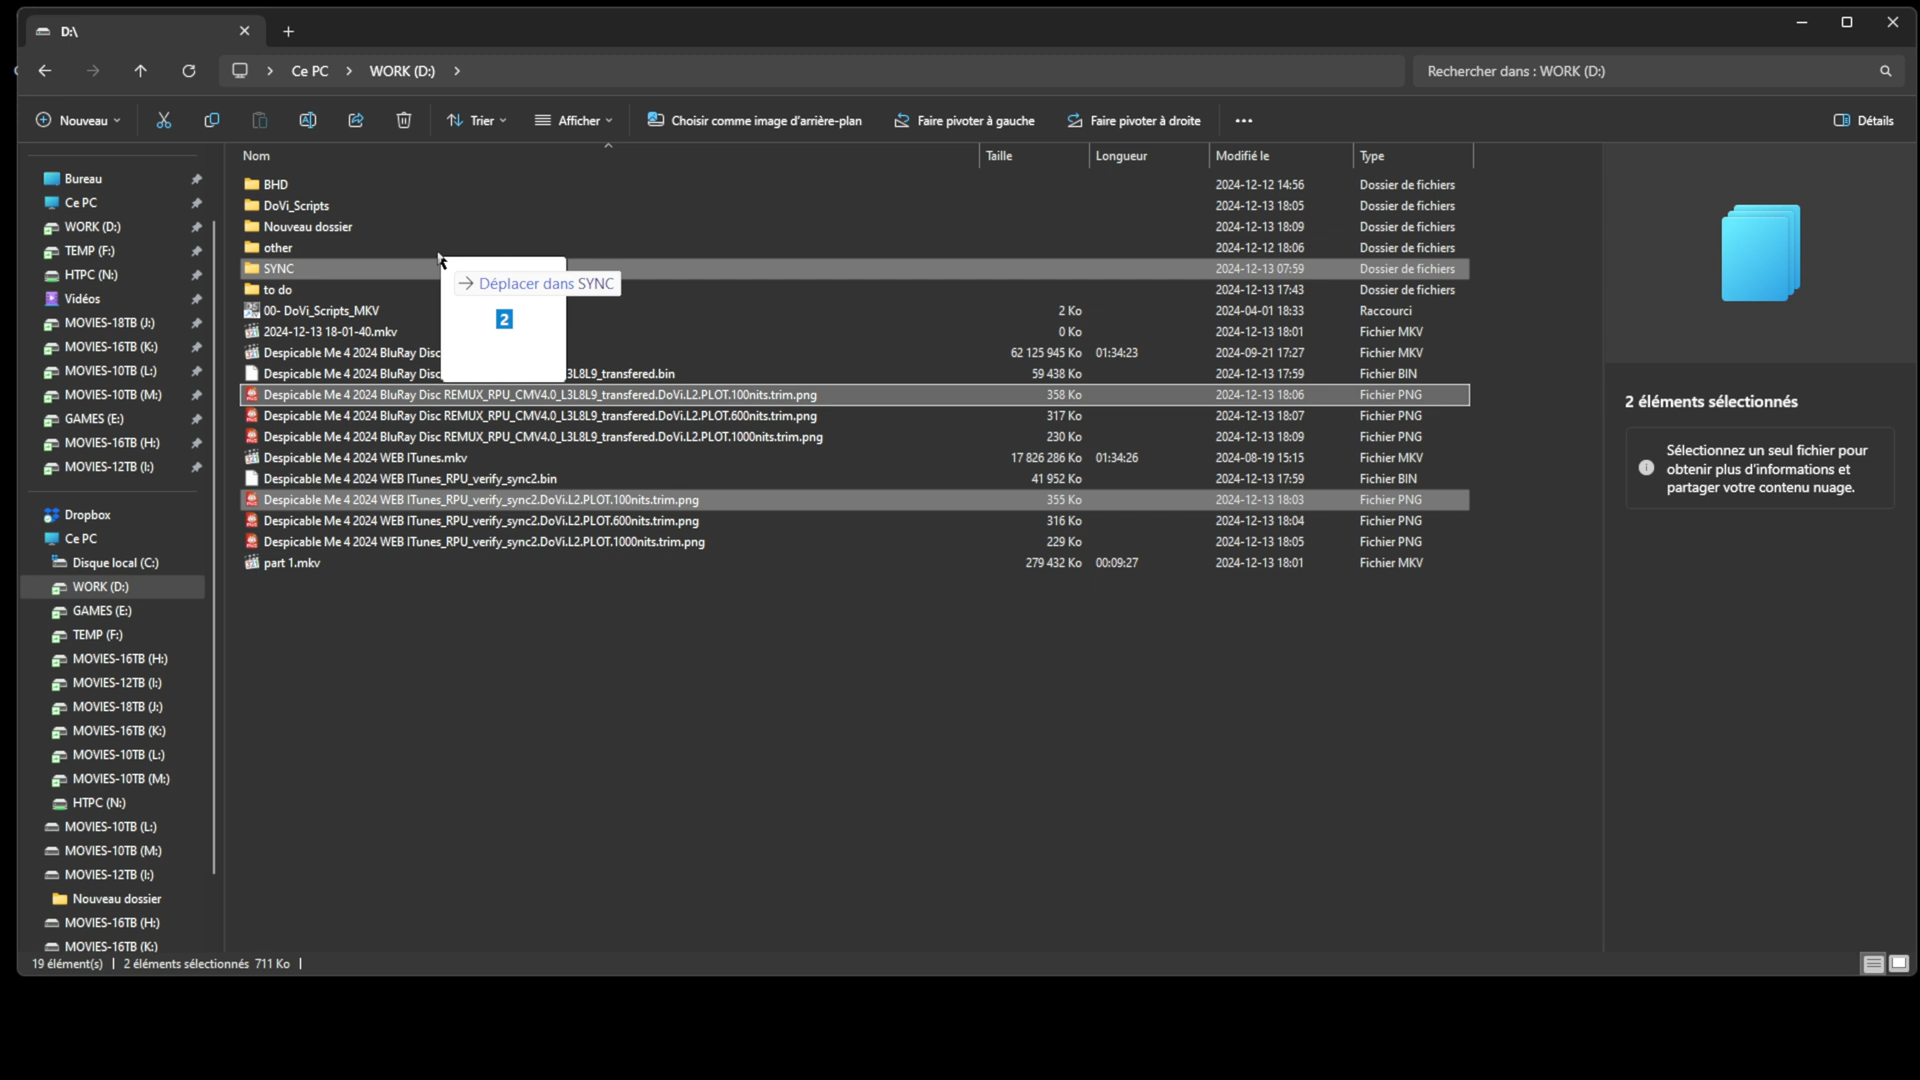 D:\
Ce PC > WORK (D:) >
Rechercher dans : WORK (D:)
Nouveau
Trier
Afficher
Choisir comme image d'arrière-plan
Faire pivoter à gauche
Faire pivoter à droite
Détails
Nom Taille Longueur Modifié le Type
Bureau
Ce PC
WORK (D:)
TEMP (F:)
HTPC (N:)
Vidéos
MOVIES-18TB (J:)
MOVIES-16TB (K:)
MOVIES-10TB (L:)
MOVIES-10TB (M:)
GAMES (E:)
MOVIES-16TB (H:)
MOVIES-12TB (I:)
Dropbox
Ce PC
Disque local (C:)
WORK (D:)
GAMES (E:)
TEMP (F:)
MOVIES-16TB (H:)
MOVIES-12TB (I:)
MOVIES-18TB (J:)
MOVIES-16TB (K:)
MOVIES-10TB (L:)
MOVIES-10TB (M:)
HTPC (N:)
MOVIES-10TB (L:)
MOVIES-10TB (M:)
MOVIES-12TB (I:)
Nouveau dossier
MOVIES-16TB (H:)
MOVIES-16TB (K:)
BHD 2024-12-12 14:56 Dossier de fichiers
DoVi_Scripts 2024-12-13 18:05 Dossier de fichiers
Nouveau dossier 2024-12-13 18:09 Dossier de fichiers
other 2024-12-12 18:06 Dossier de fichiers
SYNC 2024-12-13 07:59 Dossier de fichiers
Déplacer dans SYNC
2
to do 2024-12-13 17:43 Dossier de fichiers
00- DoVi_Scripts_MKV 2 Ko 2024-04-01 18:33 Raccourci
2024-12-13 18-01-40.mkv 0 Ko 2024-12-13 18:01 Fichier MKV
Despicable Me 4 2024 BluRay Disc 62 125 945 Ko 01:34:23 2024-09-21 17:27 Fichier MKV
Despicable Me 4 2024 BluRay Disc 3L8L9_transfered.bin 59 438 Ko 2024-12-13 17:59 Fichier BIN
Despicable Me 4 2024 BluRay Disc REMUX_RPU_CMV4.0_L3L8L9_transfered.DoVi.L2.PLOT.100nits.trim.png 358 Ko 2024-12-13 18:06 Fichier PNG
Despicable Me 4 2024 BluRay Disc REMUX_RPU_CMV4.0_L3L8L9_transfered.DoVi.L2.PLOT.600nits.trim.png 317 Ko 2024-12-13 18:07 Fichier PNG
Despicable Me 4 2024 BluRay Disc REMUX_RPU_CMV4.0_L3L8L9_transfered.DoVi.L2.PLOT.1000nits.trim.png 230 Ko 2024-12-13 18:09 Fichier PNG
Despicable Me 4 2024 WEB ITunes.mkv 17 826 286 Ko 01:34:26 2024-08-19 15:15 Fichier MKV
Despicable Me 4 2024 WEB ITunes_RPU_verify_sync2.bin 41 952 Ko 2024-12-13 17:59 Fichier BIN
Despicable Me 4 2024 WEB ITunes_RPU_verify_sync2.DoVi.L2.PLOT.100nits.trim.png 355 Ko 2024-12-13 18:03 Fichier PNG
Despicable Me 4 2024 WEB ITunes_RPU_verify_sync2.DoVi.L2.PLOT.600nits.trim.png 316 Ko 2024-12-13 18:04 Fichier PNG
Despicable Me 4 2024 WEB ITunes_RPU_verify_sync2.DoVi.L2.PLOT.1000nits.trim.png 229 Ko 2024-12-13 18:05 Fichier PNG
part 1.mkv 279 432 Ko 00:09:27 2024-12-13 18:01 Fichier MKV
2 éléments sélectionnés
Sélectionnez un seul fichier pour
obtenir plus d'informations et
partager votre contenu nuage.
19 élément(s) | 2 éléments sélectionnés 711 Ko |